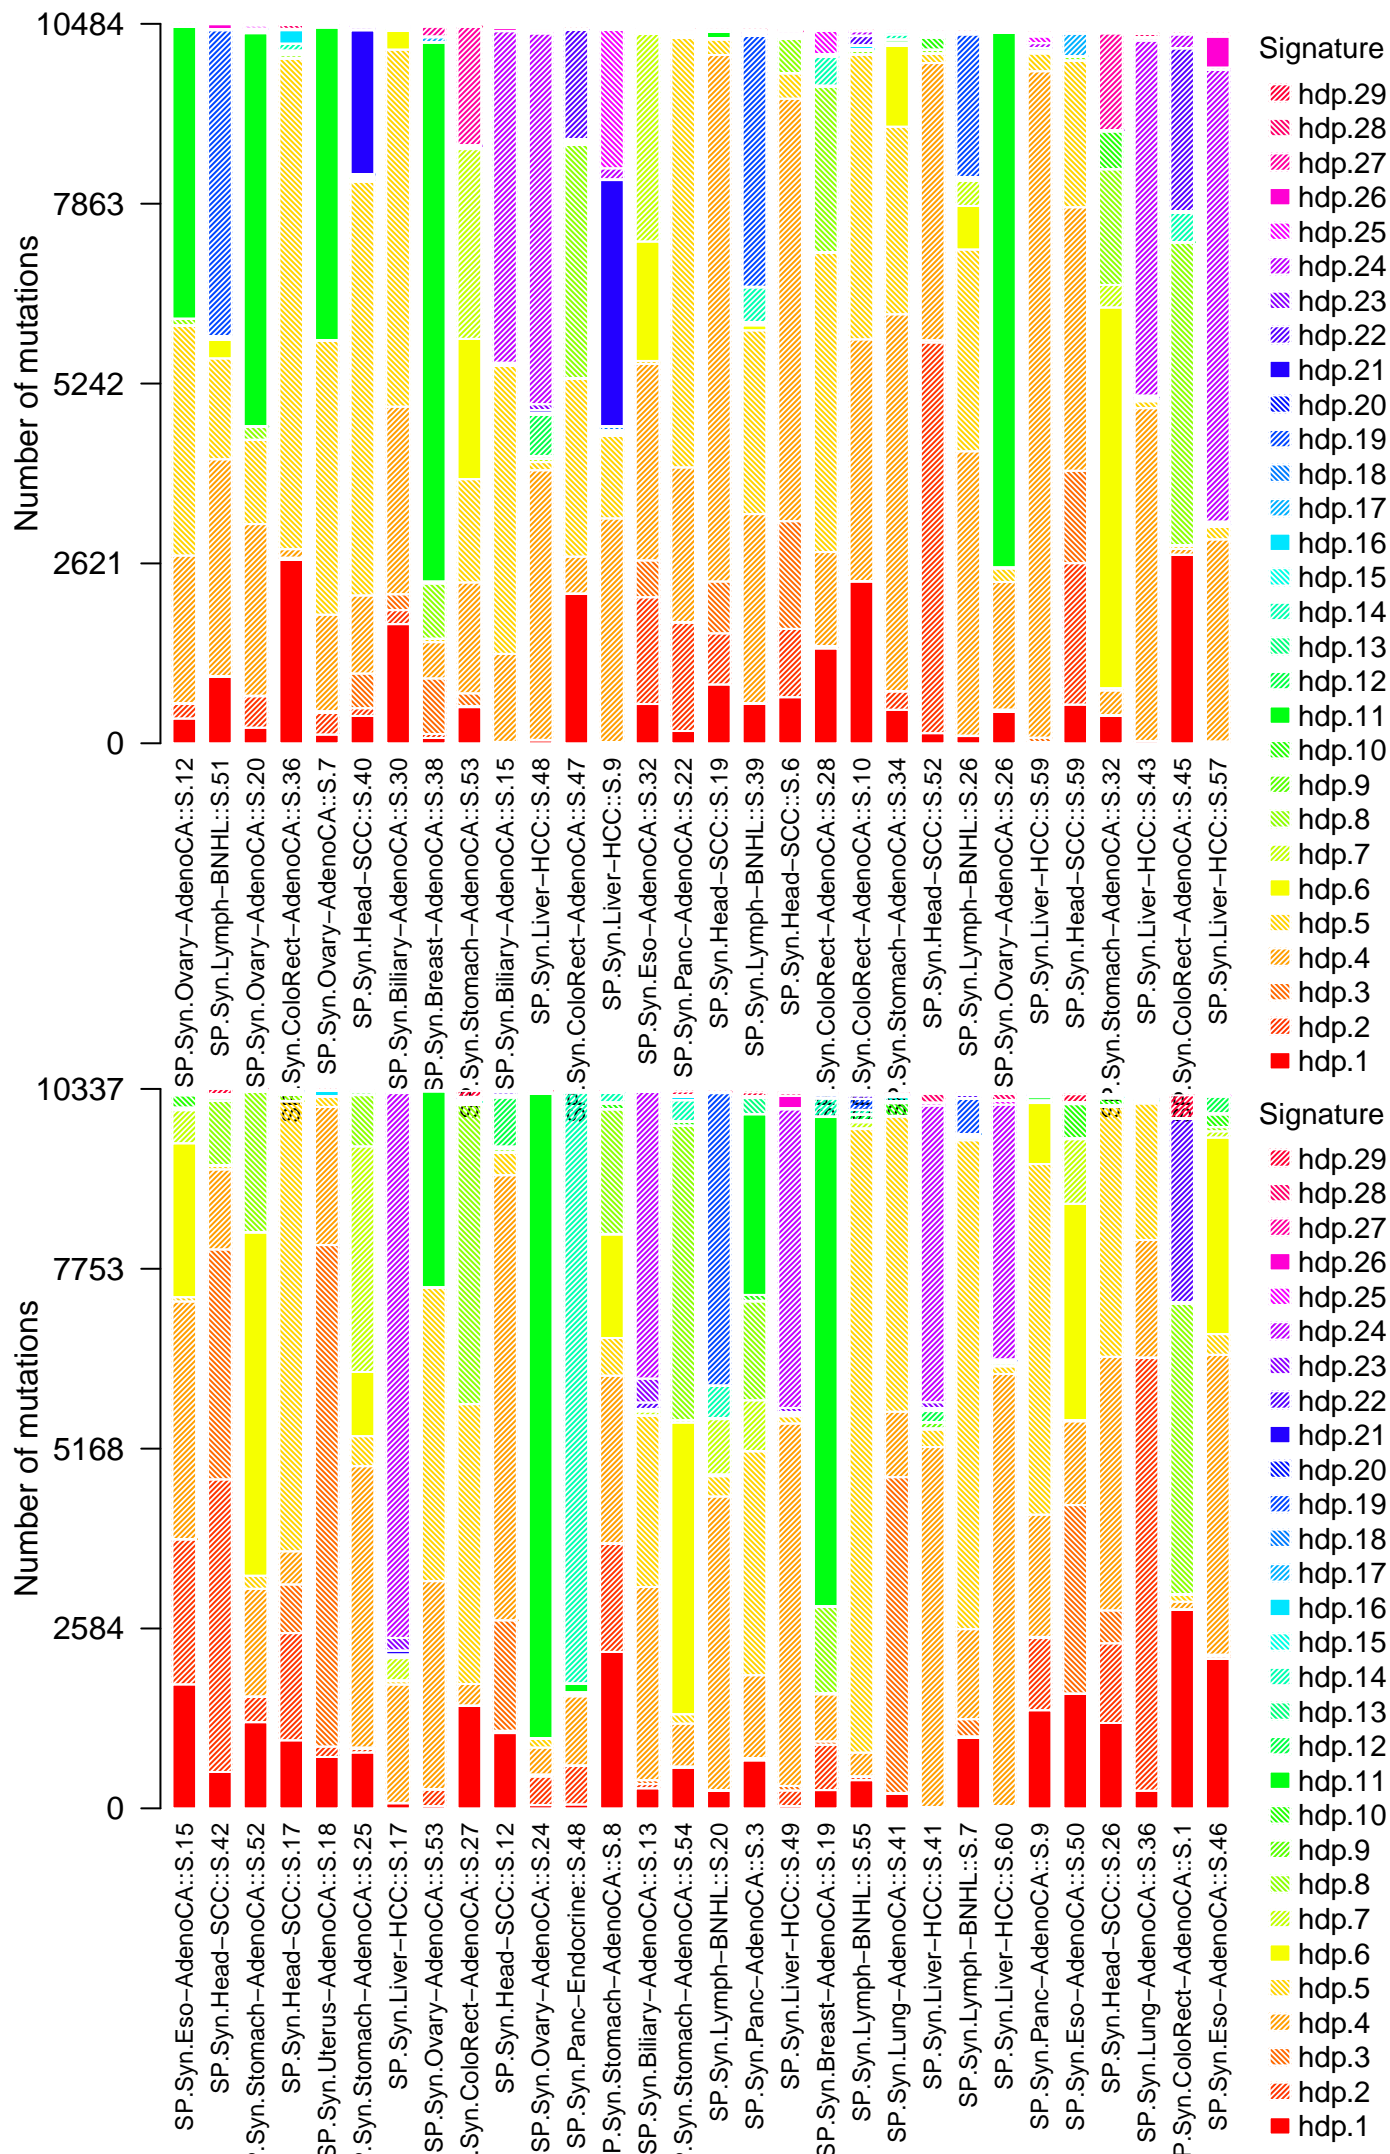 Number of mutations
10484
7863
5242
2621
0
SP.Syn.Ovary−AdenoCA::S.12
SP.Syn.Lymph−BNHL::S.51
SP.Syn.Ovary−AdenoCA::S.20
.Syn.ColoRect−AdenoCA::S.36
SP.Syn.Ovary−AdenoCA::S.7
SP.Syn.Head−SCC::S.40
SP.Syn.Biliary−AdenoCA::S.30
SP.Syn.Breast−AdenoCA::S.38
.Syn.Stomach−AdenoCA::S.53
SP.Syn.Biliary−AdenoCA::S.15
SP.Syn.Liver−HCC::S.48
.Syn.ColoRect−AdenoCA::S.47
SP.Syn.Liver−HCC::S.9
SP.Syn.Eso−AdenoCA::S.32
SP.Syn.Panc−AdenoCA::S.22
SP.Syn.Head−SCC::S.19
SP.Syn.Lymph−BNHL::S.39
SP.Syn.Head−SCC::S.6
.Syn.ColoRect−AdenoCA::S.28
SP.Syn.ColoRect−AdenoCA::S.10
P.Syn.Stomach−AdenoCA::S.34
SP.Syn.Head−SCC::S.52
SP.Syn.Lymph−BNHL::S.26
SP.Syn.Ovary−AdenoCA::S.26
SP.Syn.Liver−HCC::S.59
SP.Syn.Head−SCC::S.59
P.Syn.Stomach−AdenoCA::S.32
SP.Syn.Liver−HCC::S.43
.Syn.ColoRect−AdenoCA::S.45
SP.Syn.Liver−HCC::S.57
Signature
hdp.29
hdp.28
hdp.27
hdp.26
hdp.25
hdp.24
hdp.23
hdp.22
hdp.21
hdp.20
hdp.19
hdp.18
hdp.17
hdp.16
hdp.15
hdp.14
hdp.13
hdp.12
hdp.11
hdp.10
hdp.9
hdp.8
hdp.7
hdp.6
hdp.5
hdp.4
hdp.3
hdp.2
hdp.1
Number of mutations
10337
7753
5168
2584
0
SP.Syn.Eso−AdenoCA::S.15
SP.Syn.Head−SCC::S.42
P.Syn.Stomach−AdenoCA::S.52
SP.Syn.Head−SCC::S.17
SP.Syn.Uterus−AdenoCA::S.18
P.Syn.Stomach−AdenoCA::S.25
SP.Syn.Liver−HCC::S.17
SP.Syn.Ovary−AdenoCA::S.53
.Syn.ColoRect−AdenoCA::S.27
SP.Syn.Head−SCC::S.12
SP.Syn.Ovary−AdenoCA::S.24
SP.Syn.Panc−Endocrine::S.48
SP.Syn.Stomach−AdenoCA::S.8
SP.Syn.Biliary−AdenoCA::S.13
P.Syn.Stomach−AdenoCA::S.54
SP.Syn.Lymph−BNHL::S.20
SP.Syn.Panc−AdenoCA::S.3
SP.Syn.Liver−HCC::S.49
SP.Syn.Breast−AdenoCA::S.19
SP.Syn.Lymph−BNHL::S.55
SP.Syn.Lung−AdenoCA::S.41
SP.Syn.Liver−HCC::S.41
SP.Syn.Lymph−BNHL::S.7
SP.Syn.Liver−HCC::S.60
SP.Syn.Panc−AdenoCA::S.9
SP.Syn.Eso−AdenoCA::S.50
SP.Syn.Head−SCC::S.26
SP.Syn.Lung−AdenoCA::S.36
P.Syn.ColoRect−AdenoCA::S.1
SP.Syn.Eso−AdenoCA::S.46
Signature
hdp.29
hdp.28
hdp.27
hdp.26
hdp.25
hdp.24
hdp.23
hdp.22
hdp.21
hdp.20
hdp.19
hdp.18
hdp.17
hdp.16
hdp.15
hdp.14
hdp.13
hdp.12
hdp.11
hdp.10
hdp.9
hdp.8
hdp.7
hdp.6
hdp.5
hdp.4
hdp.3
hdp.2
hdp.1